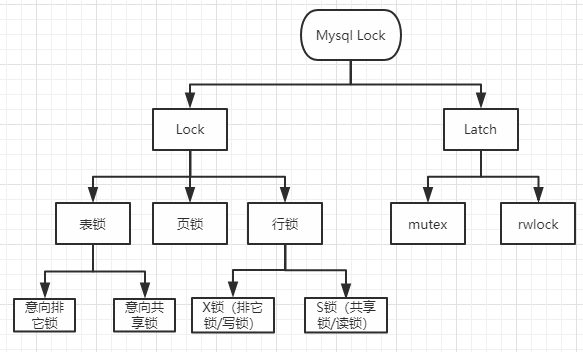 Mysql Lock
Lock
Latch
表锁
页锁
行锁
mutex
rwlock
意向排
它锁
意向共
享锁
X锁（排它
锁/写锁）
S锁（共享
锁/读锁）